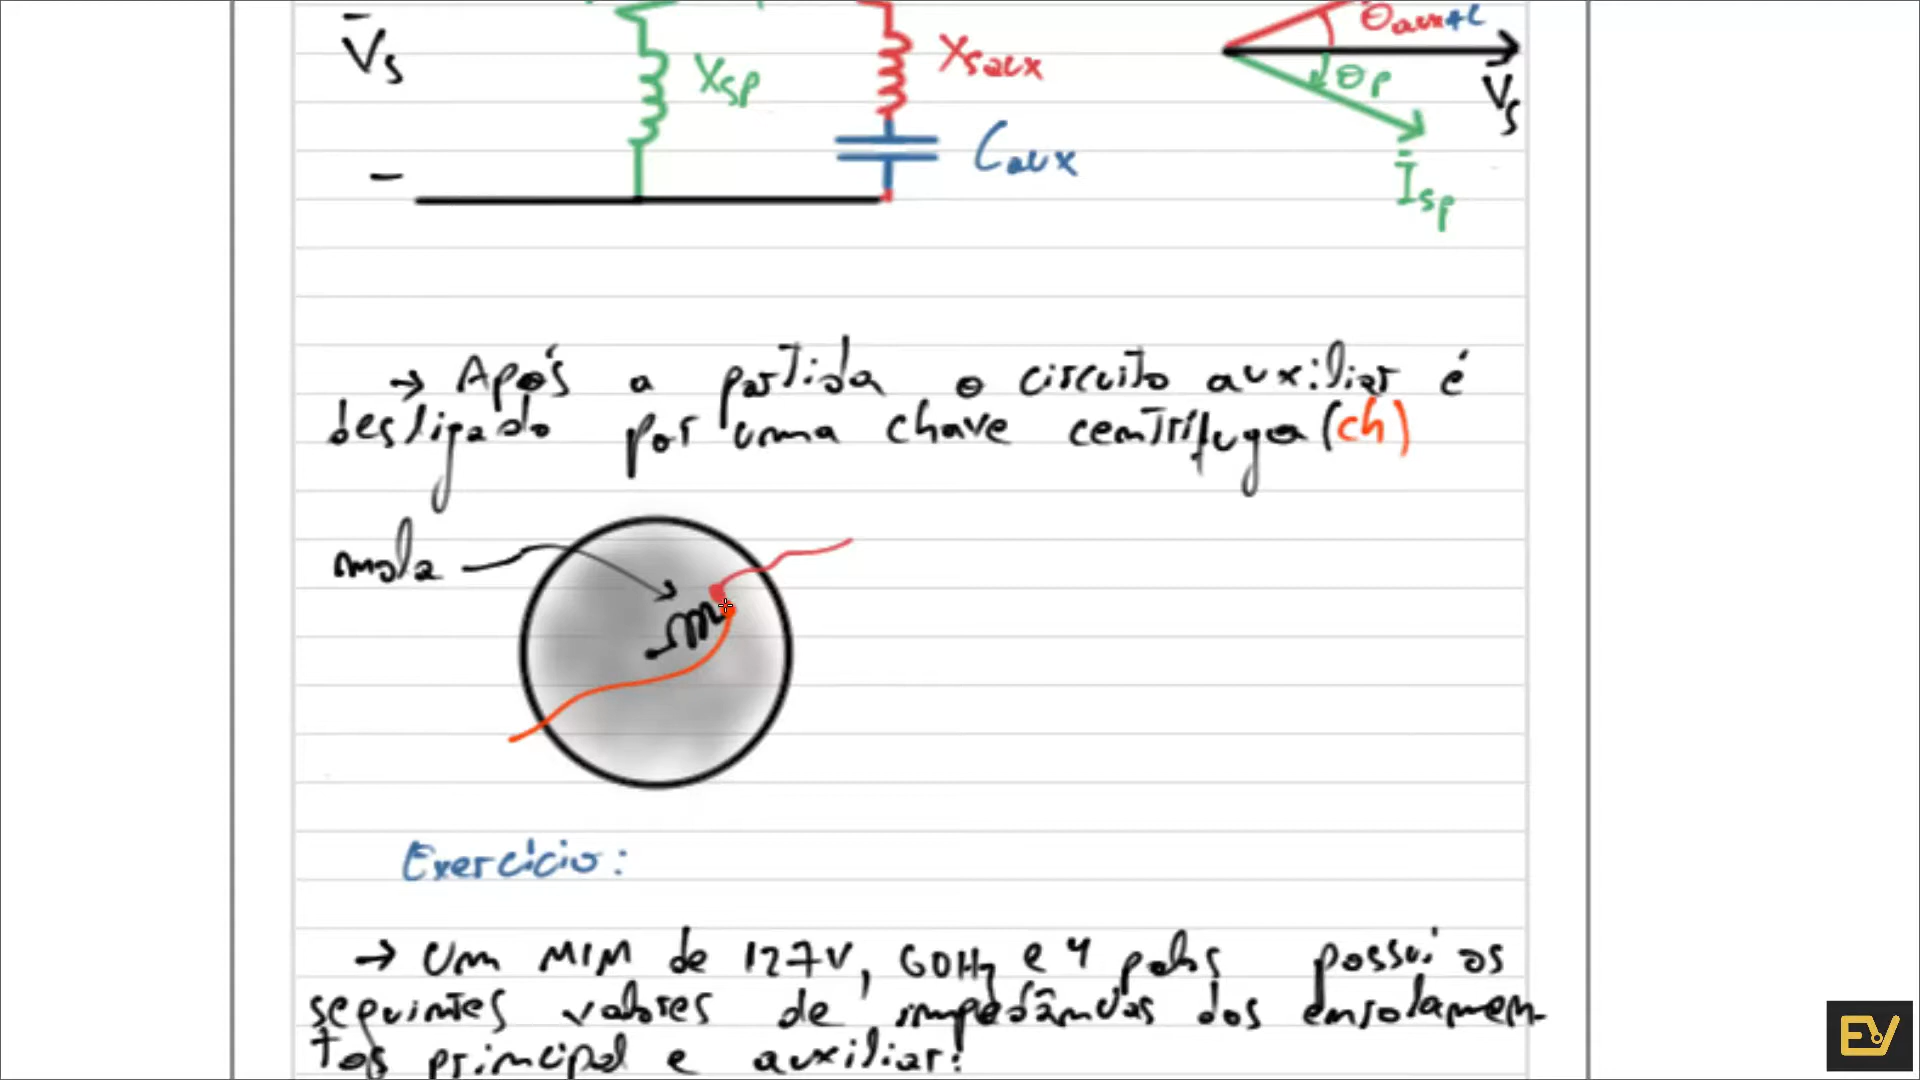 V̄s
Xsp
Xsaux
Caux
θaux+c
θp
V̄s
Īsp
→ Após a partida o circuito auxiliar é
desligado por uma chave centrífuga (ch)
mola
Exercício:
→ Um MIM de 127V, 60Hz e 4 polos possui os
seguintes valores de impedâncias dos enrolamen-
tos principal e auxiliar:
EV